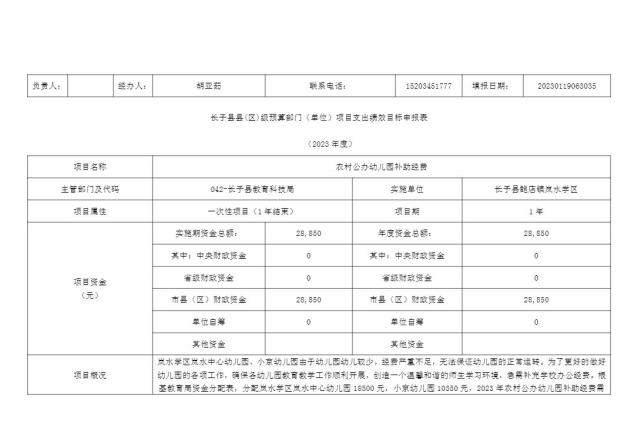 负责人： 经办人： 胡亚茹 联系电话： 15203451777 填报日期： 20230119063035
长子县县(区)级预算部门（单位）项目支出绩效目标申报表
（2023 年度）
项目名称 农村公办幼儿园补助经费
主管部门及代码 042-长子县教育科技局 实施单位 长子县鲍店镇岚水学区
项目属性 一次性项目（1 年结束） 项目期 1 年
项目资金（元） 实施期资金总额： 28,850 年度资金总额： 28,850
其中：中央财政资金 0 其中：中央财政资金 0
省级财政资金 0 省级财政资金 0
市县（区）财政资金 28,850 市县（区）财政资金 28,850
单位自筹 0 单位自筹 0
其他资金 其他资金
项目概况 岚水学区岚水中心幼儿园、小京幼儿园由于幼儿园幼儿较少，经费严重不足，无法保证幼儿园的正常运转。为了更好的做好
幼儿园的各项工作，确保各幼儿园教育教学工作顺利开展，创造一个温馨和谐的师生学习环境，急需补充学校办公经费。根
基教育局资金分配表，分配岚水学区岚水中心幼儿园 18500 元，小京幼儿园 10350 元，2023 年农村公办幼儿园补助经费需